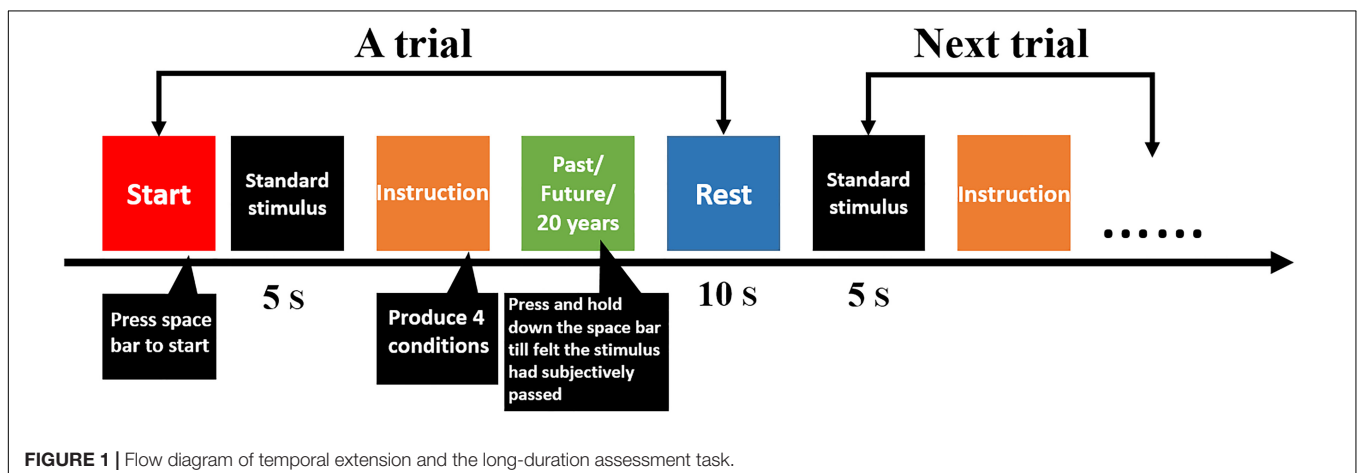 A trial
Next trial
Start
Standard
stimulus
Instruction
Past/
Future/
20 years
Rest
Standard
stimulus
Instruction
......
Press space
bar to start
5 s
Produce 4
conditions
Press and hold
down the space bar
till felt the stimulus
had subjectively
passed
10 s
5 s
FIGURE 1 | Flow diagram of temporal extension and the long-duration assessment task.